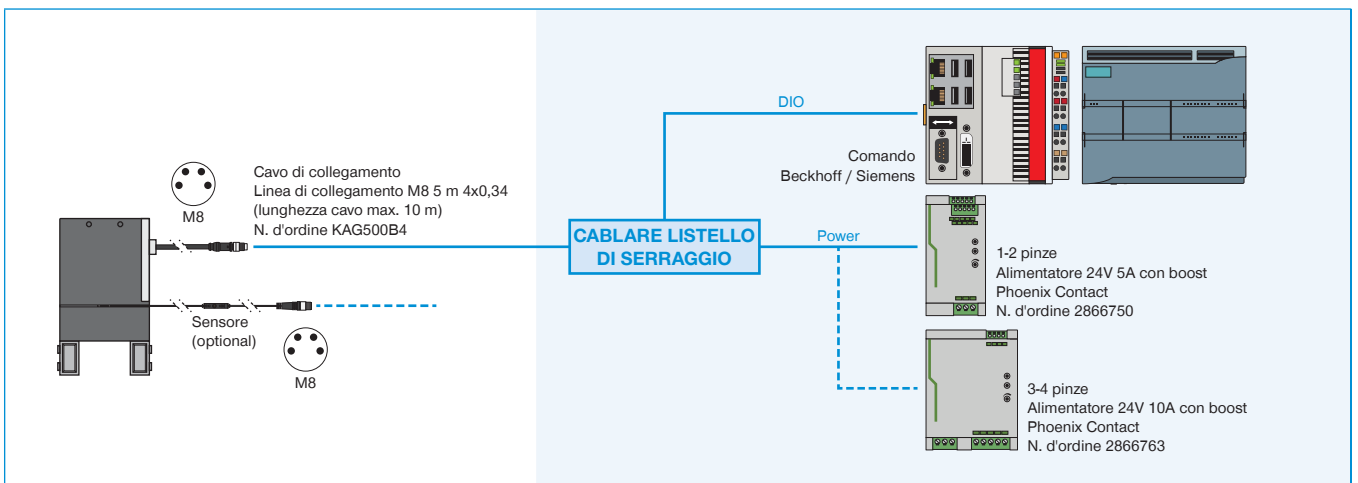 M8
Cavo di collegamento
Linea di collegamento M8 5 m 4x0,34
(lunghezza cavo max. 10 m)
N. d'ordine KAG500B4
Sensore
(optional)
M8
CABLARE LISTELLO
DI SERRAGGIO
DIO
Comando
Beckhoff / Siemens
Power
1-2 pinze
Alimentatore 24V 5A con boost
Phoenix Contact
N. d'ordine 2866750
3-4 pinze
Alimentatore 24V 10A con boost
Phoenix Contact
N. d'ordine 2866763